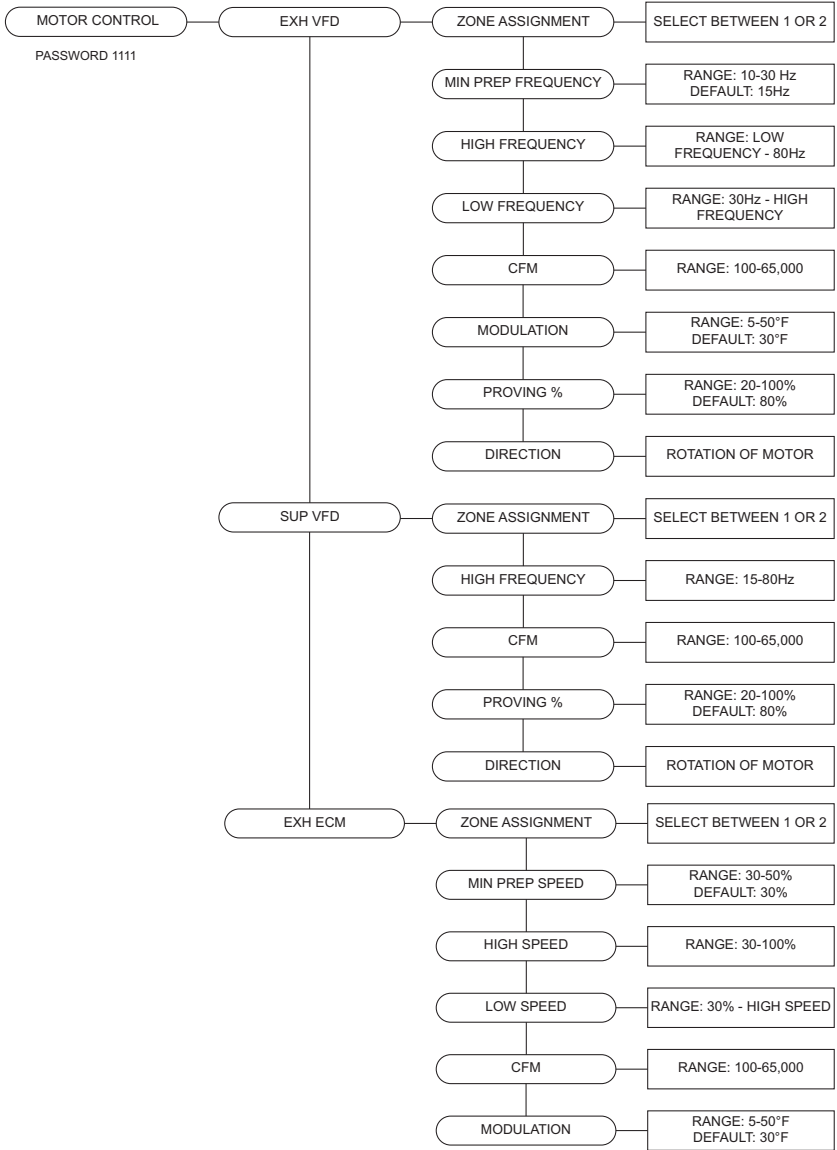 MOTOR CONTROL
EXH VFD
ZONE ASSIGNMENT
SELECT BETWEEN 1 OR 2
PASSWORD 1111
MIN PREP FREQUENCY
RANGE: 10-30 Hz
DEFAULT: 15Hz
HIGH FREQUENCY
RANGE: LOW
FREQUENCY - 80Hz
LOW FREQUENCY
RANGE: 30Hz - HIGH
FREQUENCY
CFM
RANGE: 100-65,000
MODULATION
RANGE: 5-50°F
DEFAULT: 30°F
PROVING %
RANGE: 20-100%
DEFAULT: 80%
DIRECTION
ROTATION OF MOTOR
SUP VFD
ZONE ASSIGNMENT
SELECT BETWEEN 1 OR 2
HIGH FREQUENCY
RANGE: 15-80Hz
CFM
RANGE: 100-65,000
PROVING %
RANGE: 20-100%
DEFAULT: 80%
DIRECTION
ROTATION OF MOTOR
EXH ECM
ZONE ASSIGNMENT
SELECT BETWEEN 1 OR 2
MIN PREP SPEED
RANGE: 30-50%
DEFAULT: 30%
HIGH SPEED
RANGE: 30-100%
LOW SPEED
RANGE: 30% - HIGH SPEED
CFM
RANGE: 100-65,000
MODULATION
RANGE: 5-50°F
DEFAULT: 30°F